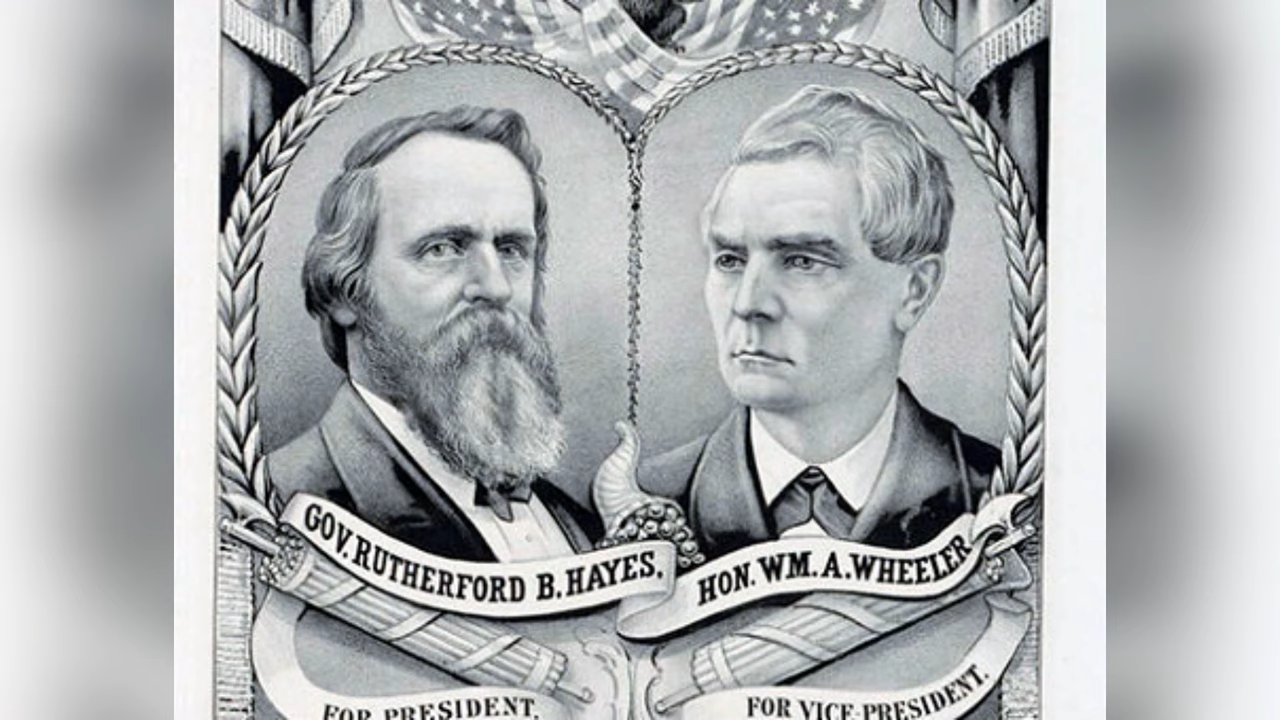 GOV. RUTHERFORD B. HAYES.
HON. WM. A. WHEELER
FOR PRESIDENT.
FOR VICE-PRESIDENT.